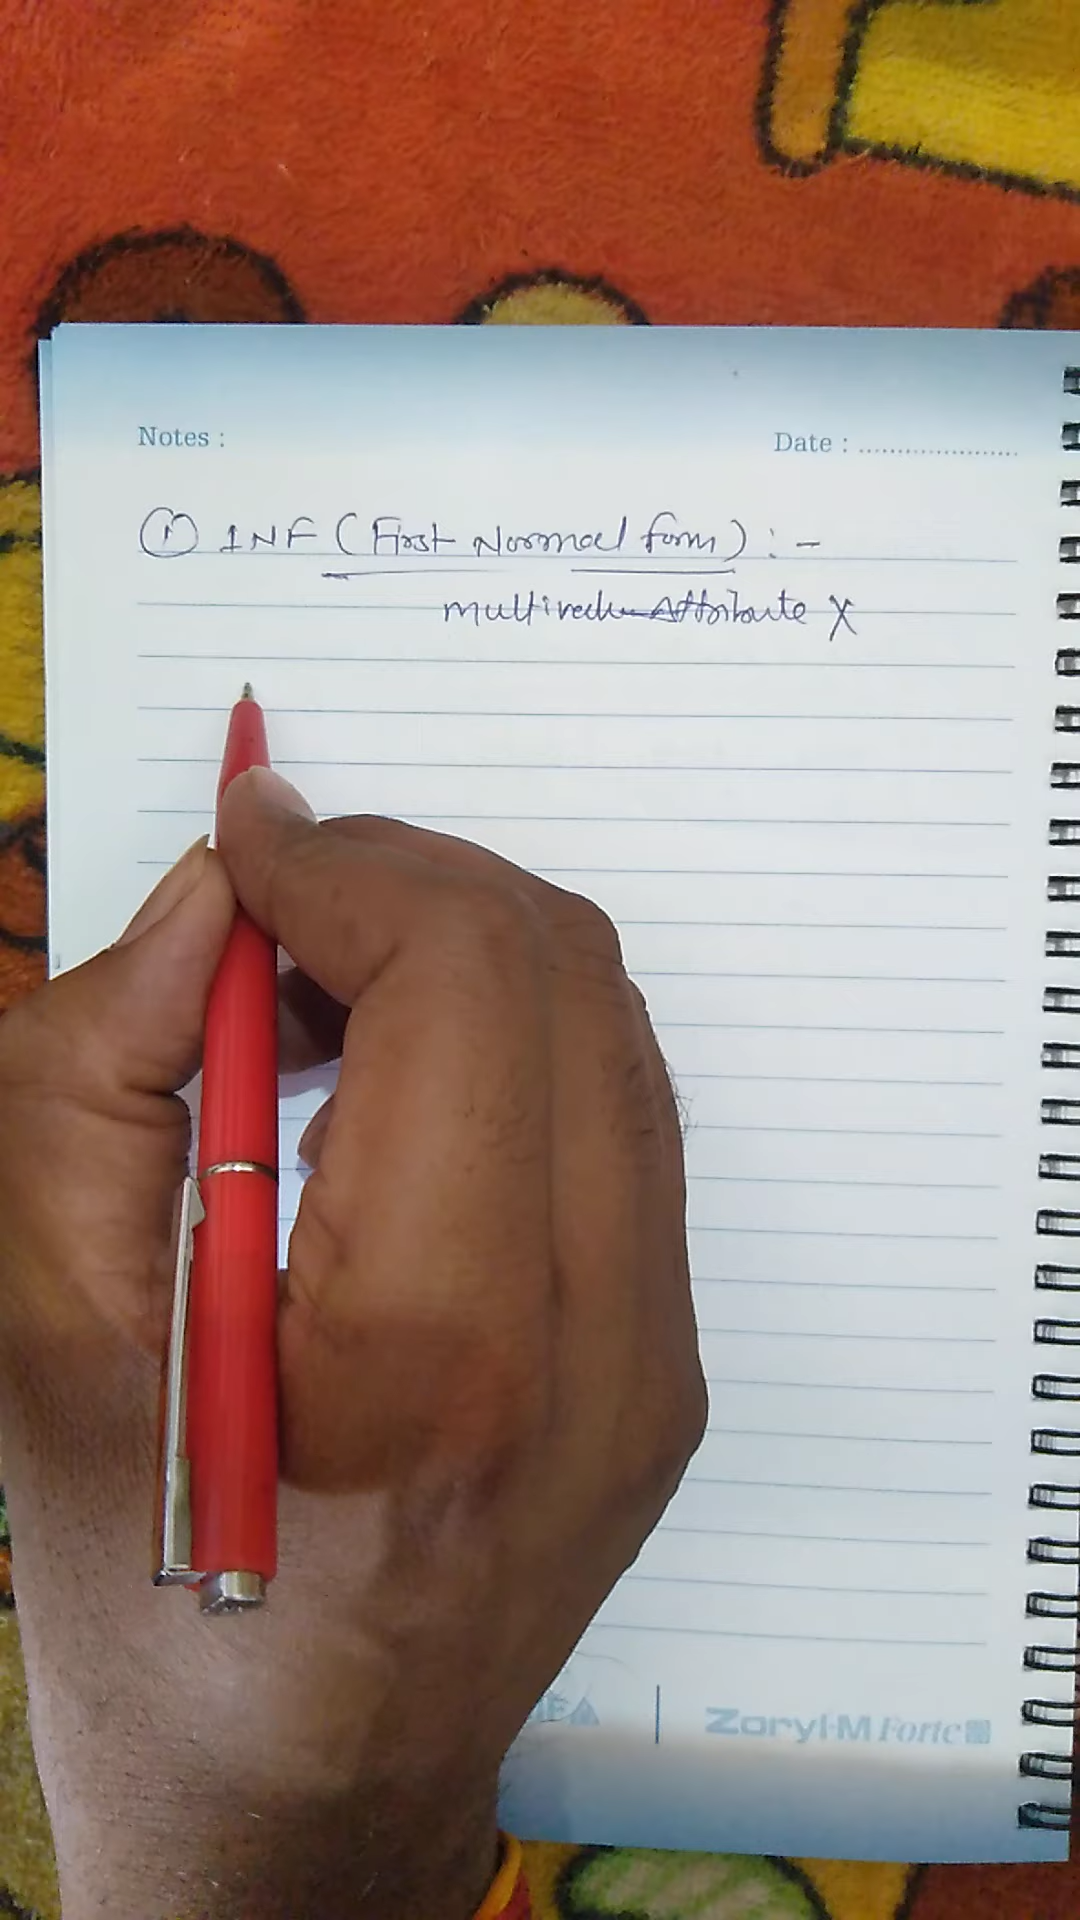 Notes :
Date : ........................
① 1NF (First Normal form) : -
multivalue Attribute X
Zoryl-M Forte